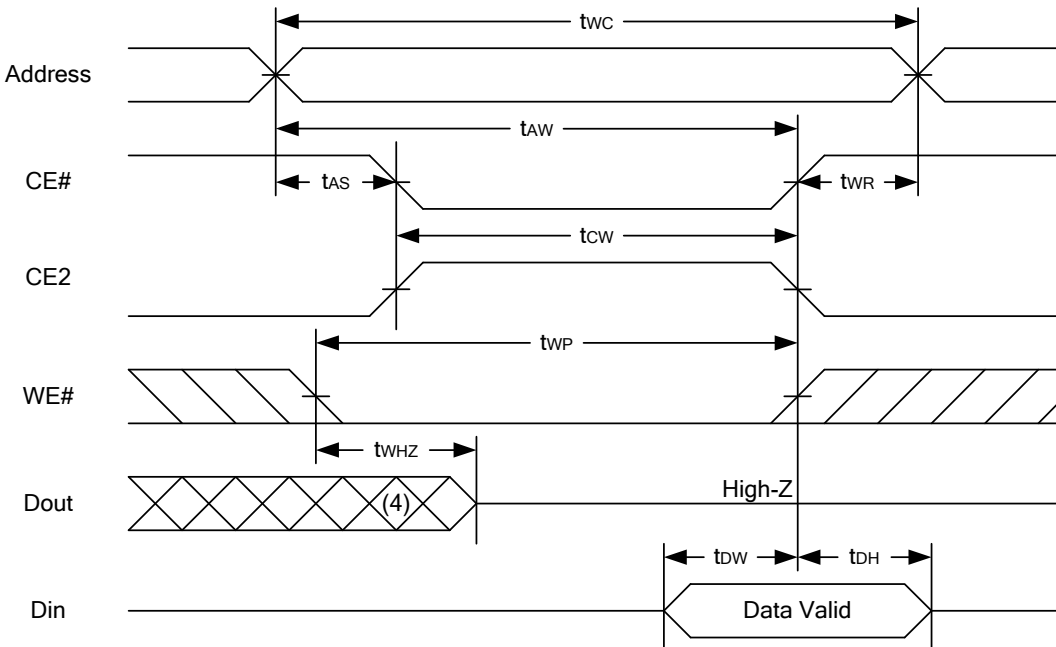 tWC
Address
tAW
CE#
tAS
tWR
tCW
CE2
tWP
WE#
tWHZ
High-Z
Dout
(4)
tDW
tDH
Din
Data Valid